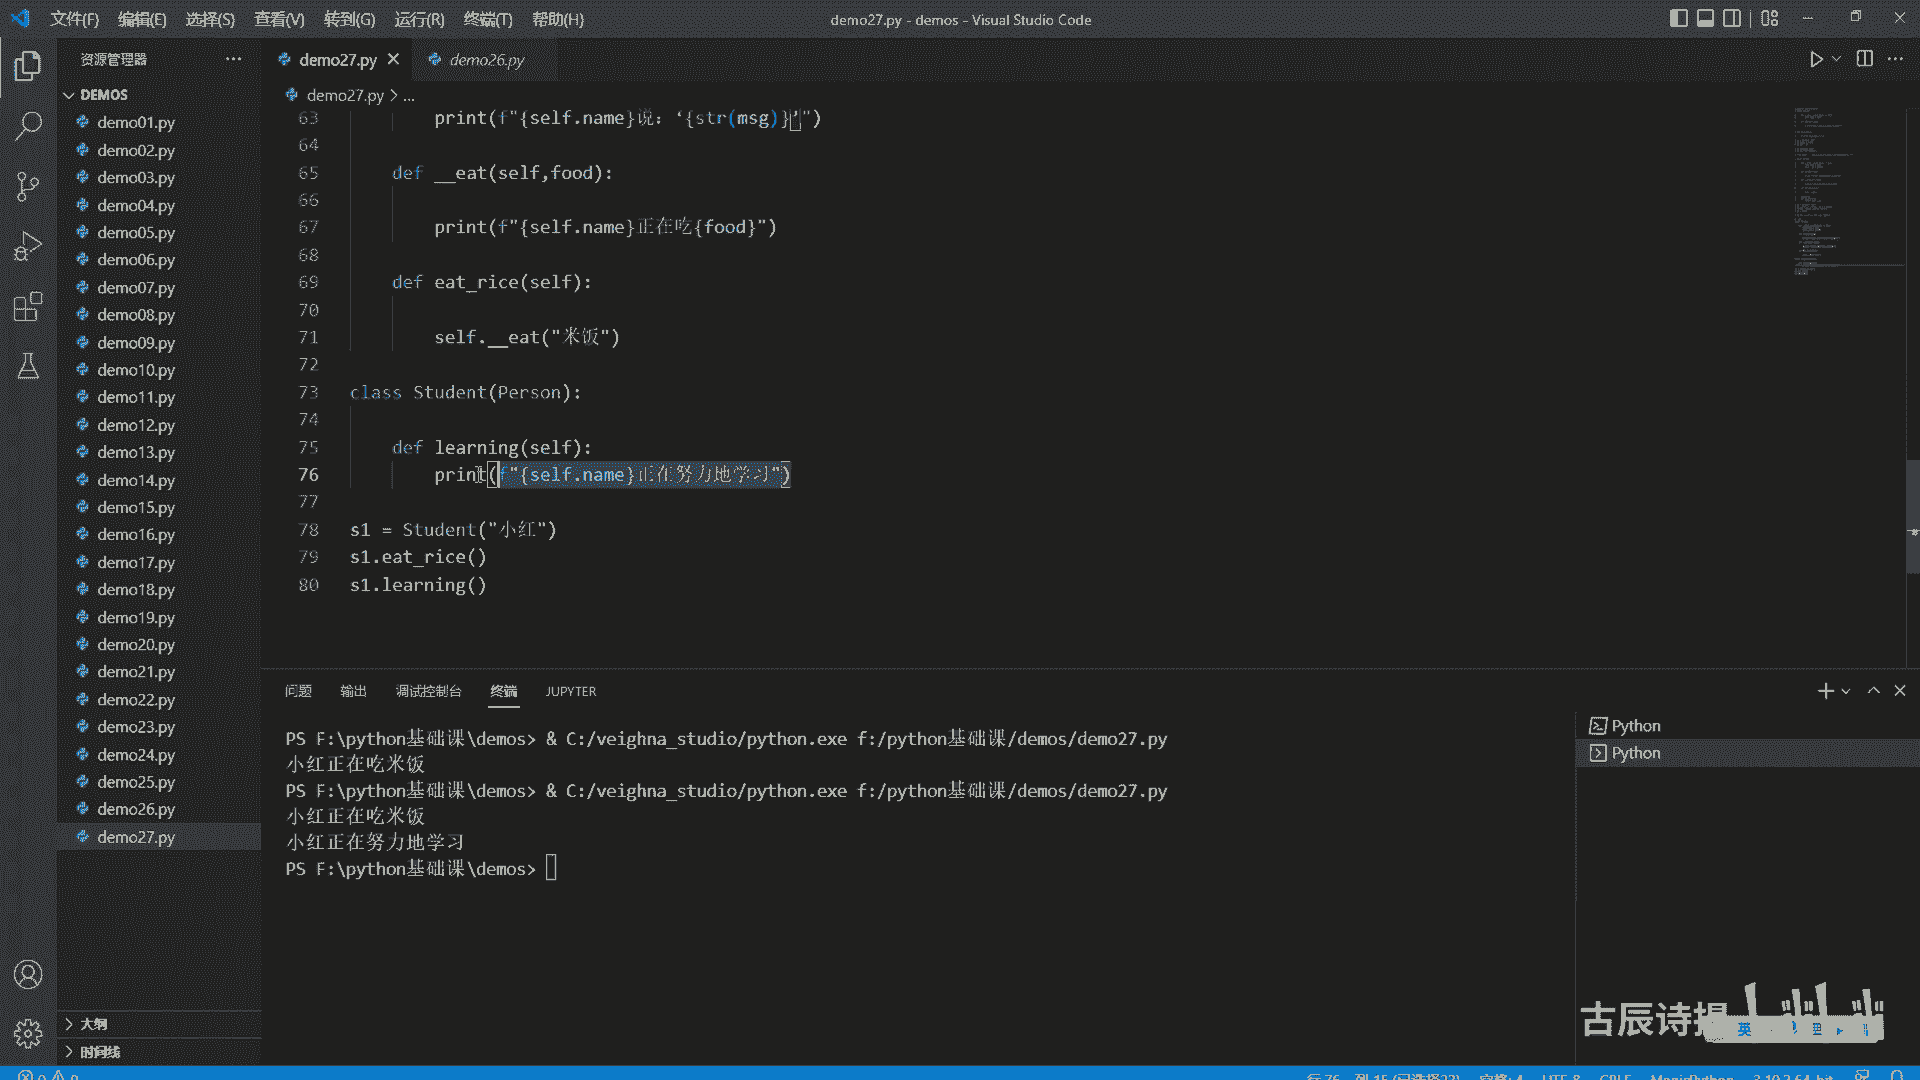 文件(F) 编辑(E) 选择(S) 查看(V) 转到(G) 运行(R) 终端(T) 帮助(H)
demo27.py - demos - Visual Studio Code
资源管理器
DEMOS
demo01.py
demo02.py
demo03.py
demo04.py
demo05.py
demo06.py
demo07.py
demo08.py
demo09.py
demo10.py
demo11.py
demo12.py
demo13.py
demo14.py
demo15.py
demo16.py
demo17.py
demo18.py
demo19.py
demo20.py
demo21.py
demo22.py
demo23.py
demo24.py
demo25.py
demo26.py
demo27.py
大纲
时间线
demo27.py demo26.py
demo27.py > ...
63 print(f"{self.name}说：‘{str(msg)}’")
64
65 def __eat(self,food):
66
67 print(f"{self.name}正在吃{food}")
68
69 def eat_rice(self):
70
71 self.__eat("米饭")
72
73 class Student(Person):
74
75 def learning(self):
76 print(f"{self.name}正在努力地学习")
77
78 s1 = Student("小红")
79 s1.eat_rice()
80 s1.learning()
问题 输出 调试控制台 终端 JUPYTER
PS F:\python基础课\demos> & C:/veighna_studio/python.exe f:/python基础课/demos/demo27.py
小红正在吃米饭
PS F:\python基础课\demos> & C:/veighna_studio/python.exe f:/python基础课/demos/demo27.py
小红正在吃米饭
小红正在努力地学习
PS F:\python基础课\demos>
Python
Python
古辰诗
英
行 76，列 15 (已选择23) 空格: 4 UTF-8 CRLF MagicPython 3.10.2 64-bit